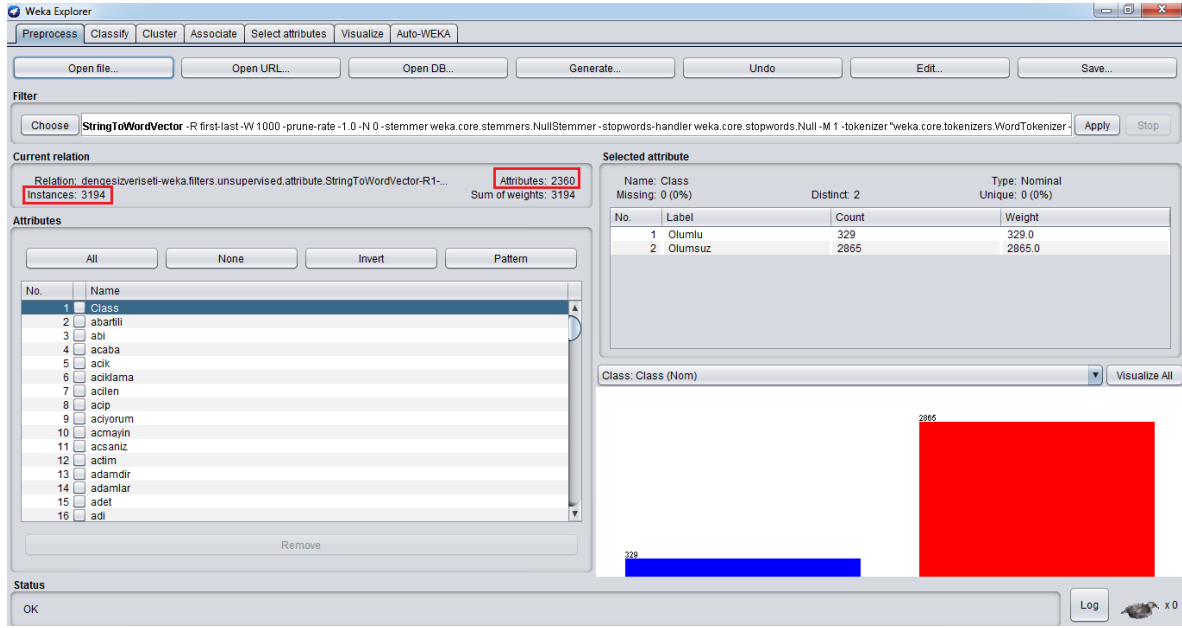 Weka Explorer
Preprocess Classify Cluster Associate Select attributes Visualize Auto-WEKA
Open file... Open URL... Open DB... Generate... Undo Edit... Save...
Filter
Choose StringToWordVector -R first-last -W 1000 -prune-rate -1.0 -N 0 -stemmer weka.core.stemmers.NullStemmer -stopwords-handler weka.core.stopwords.Null -M 1 -tokenizer "weka.core.tokenizers.WordTokenizer - Apply Stop
Current relation
Relation: dengesizveriseti-weka.filters.unsupervised.attribute.StringToWordVector-R1-... Attributes: 2360
Instances: 3194 Sum of weights: 3194
Attributes
All None Invert Pattern
No. Name
1 Class
2 abartili
3 abi
4 acaba
5 acik
6 aciklama
7 acilen
8 acip
9 aciyorum
10 acmayin
11 acsaniz
12 actim
13 adamdir
14 adamlar
15 adet
16 adi
Remove
Selected attribute
Name: Class Type: Nominal
Missing: 0 (0%) Distinct: 2 Unique: 0 (0%)
No. Label Count Weight
1 Olumlu 329 329.0
2 Olumsuz 2865 2865.0
Class: Class (Nom) Visualize All
2865
329
Status
OK Log x 0